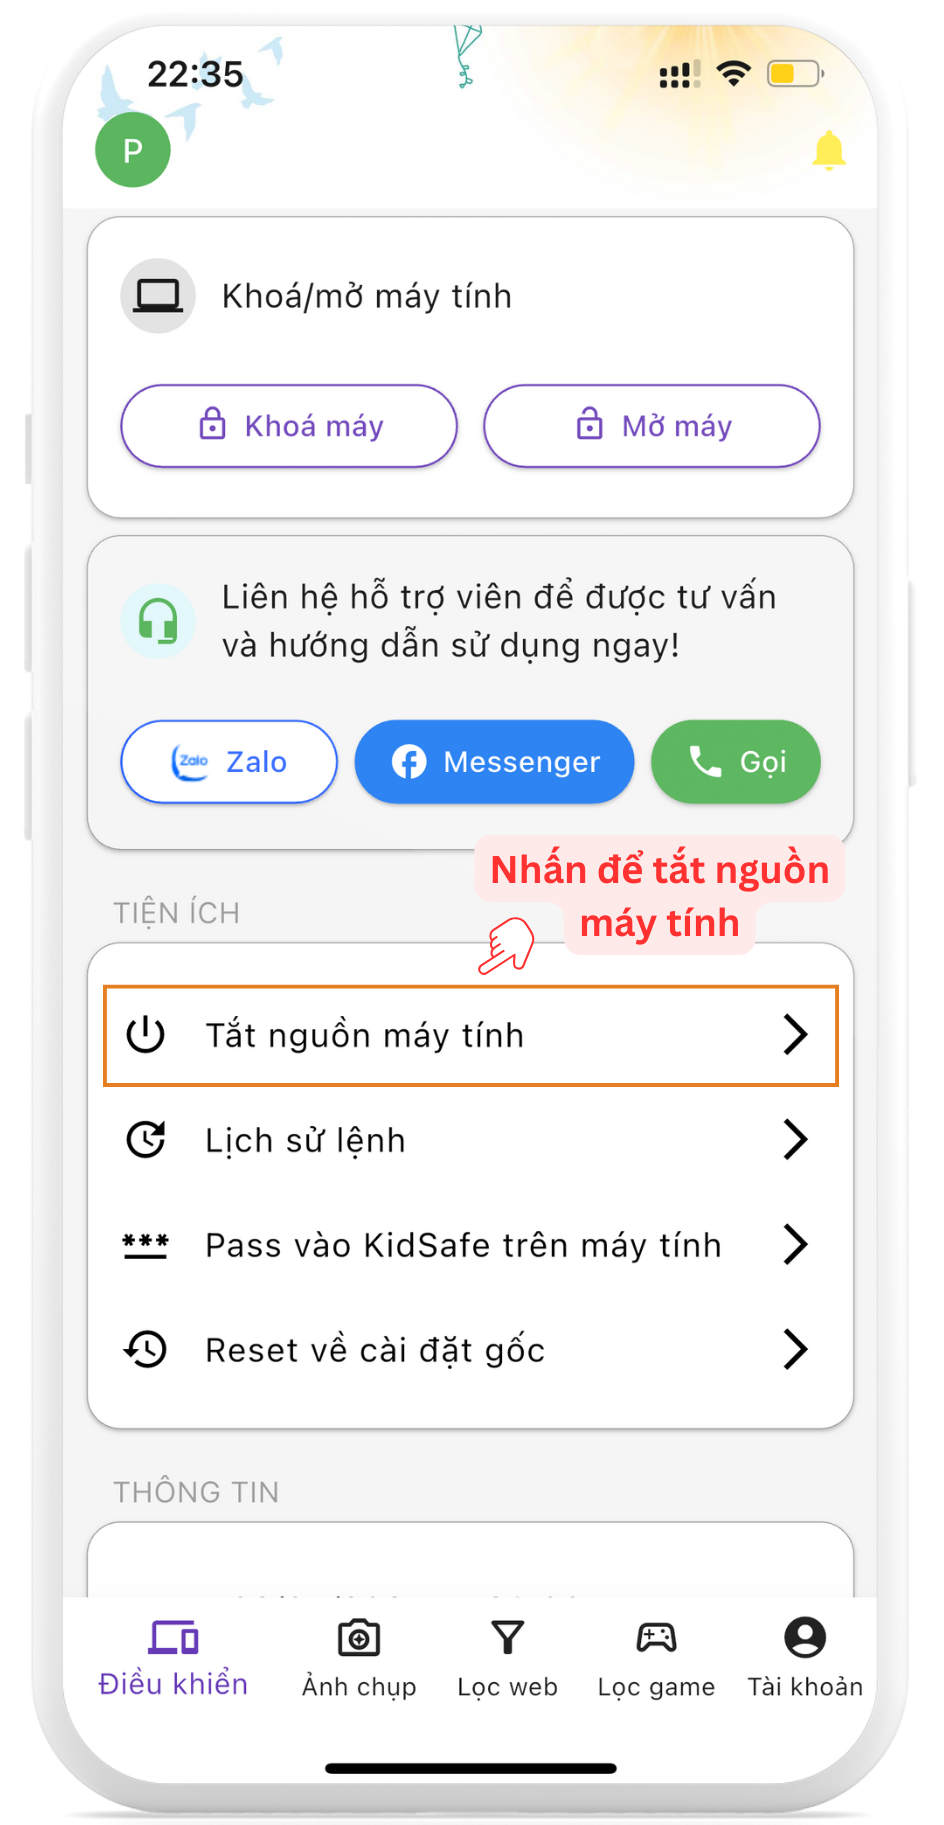 22:35
P
Khoá/mở máy tính
Khoá máy
Mở máy
Liên hệ hỗ trợ viên để được tư vấn
và hướng dẫn sử dụng ngay!
Zalo Zalo
Messenger
Gọi
Nhấn để tắt nguồn
máy tính
TIỆN ÍCH
Tắt nguồn máy tính
Lịch sử lệnh
*** Pass vào KidSafe trên máy tính
Reset về cài đặt gốc
THÔNG TIN
Điều khiển
Ảnh chụp
Lọc web
Lọc game
Tài khoản